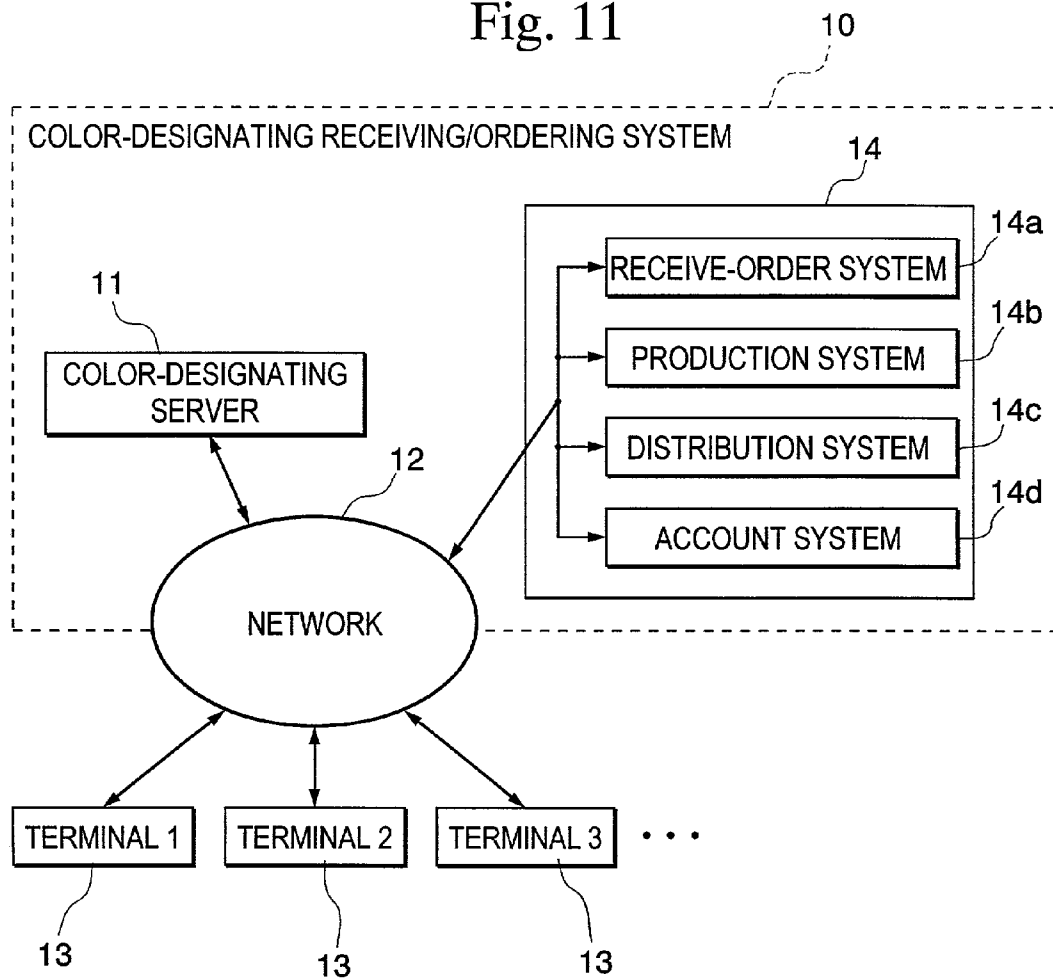 Fig. 11
10
COLOR-DESIGNATING RECEIVING/ORDERING SYSTEM
14
14a
RECEIVE-ORDER SYSTEM
11
14b
PRODUCTION SYSTEM
COLOR-DESIGNATING
SERVER
14c
DISTRIBUTION SYSTEM
12
14d
ACCOUNT SYSTEM
NETWORK
TERMINAL 1
TERMINAL 2
TERMINAL 3
• • •
13
13
13